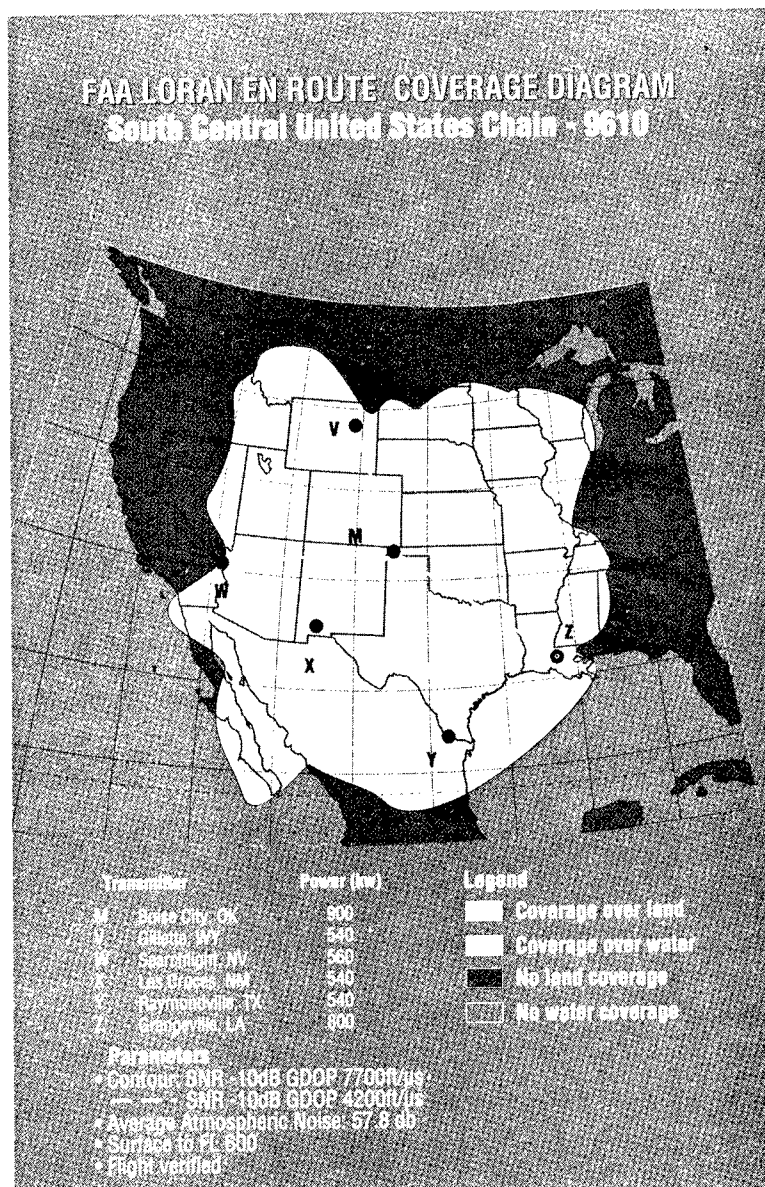 FAA LORAN EN ROUTE COVERAGE DIAGRAM
South Central United States Chain - 9610
V
M
W
X
Z
Y
Transmitter Power (kw)
M Boise City, OK 900
V Gillette, WY 540
W Searchlight, NV 560
X Las Cruces, NM 540
Y Raymondville, TX 540
Z Grangeville, LA 800
Legend
Coverage over land
Coverage over water
No land coverage
No water coverage
Parameters
• Contour: SNR -10dB GDOP 7700ft/µs
— — - SNR -10dB GDOP 4200ft/µs
• Average Atmospheric Noise: 57.8 db
• Surface to FL 600
• Flight verified